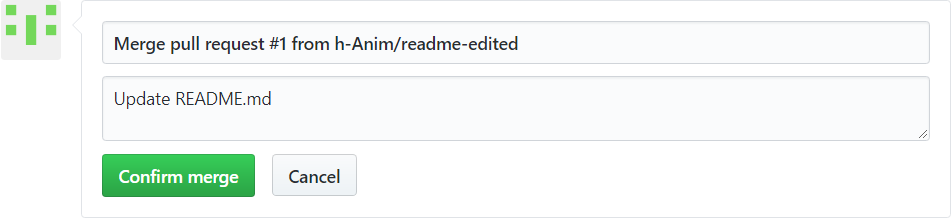 Merge pull request #1 from h-Anim/readme-edited
Update README.md
Confirm merge Cancel